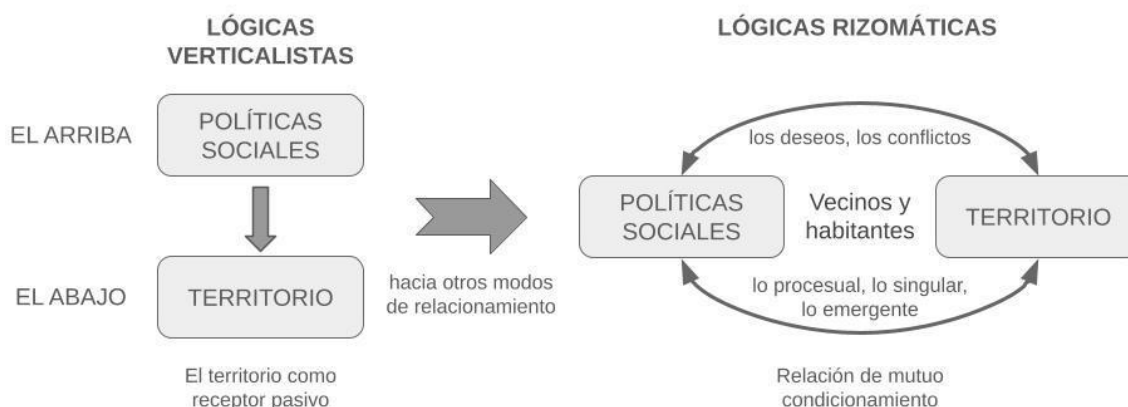 LÓGICAS
VERTICALISTAS
EL ARRIBA
POLÍTICAS
SOCIALES
EL ABAJO
TERRITORIO
El territorio como
receptor pasivo
hacia otros modos
de relacionamiento
LÓGICAS RIZOMÁTICAS
los deseos, los conflictos
POLÍTICAS
SOCIALES
Vecinos y
habitantes
TERRITORIO
lo procesual, lo singular,
lo emergente
Relación de mutuo
condicionamiento